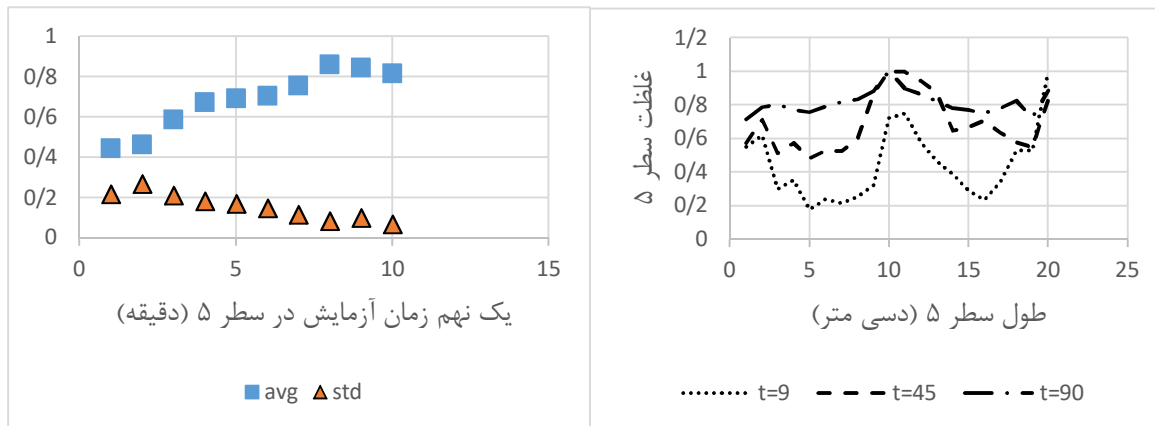 1
0/8
0/6
0/4
0/2
0
0 5 10 15
یک نهم زمان آزمایش در سطر ۵ (دقیقه)
avg std
غلظت سطر ۵
1/2
1
0/8
0/6
0/4
0/2
0
0 5 10 15 20 25
طول سطر ۵ (دسی متر)
t=9 t=45 t=90